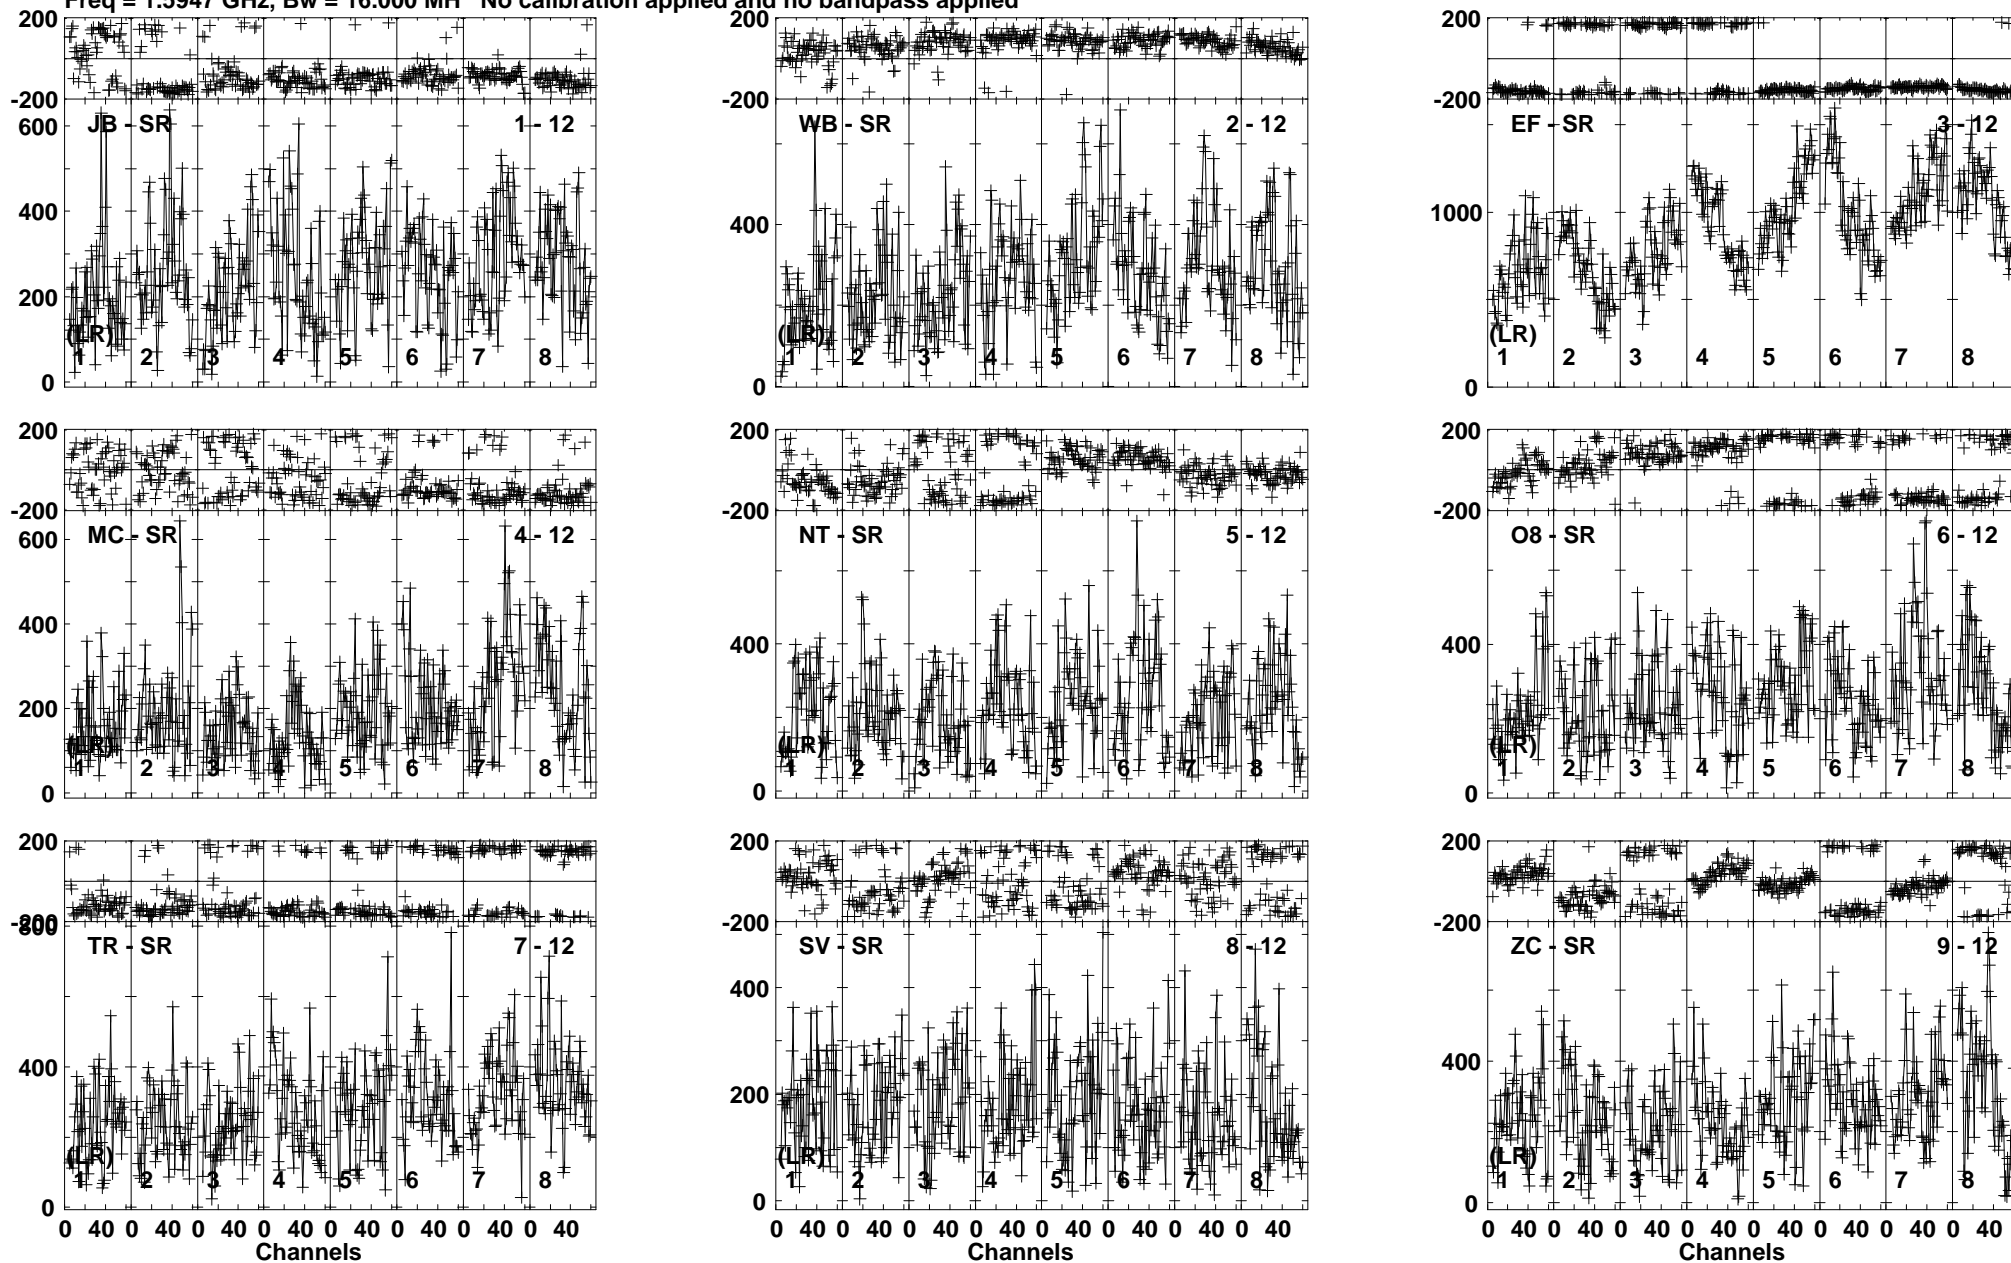 Freq = 1.5947 GHz, Bw = 16.000 MH No calibration applied and no bandpass applied
200 200 200
-200 -200 -200
600 JB - SR 1 - 12 WB - SR 2 - 12 EF - SR 3 - 12
400 400 1000
200
(LR) (LR) (LR)
1 2 3 4 5 6 7 8 1 2 3 4 5 6 7 8 1 2 3 4 5 6 7 8
0 0 0
200 200 200
-200 -200 -200
600 MC - SR 4 - 12 NT - SR 5 - 12 O8 - SR 6 - 12
400 400 400
200
(LR) (LR) (LR)
1 2 3 4 5 6 7 8 1 2 3 4 5 6 7 8 1 2 3 4 5 6 7 8
0 0 0
200 200 200
-200 -200 -200
800 TR - SR 7 - 12 SV - SR 8 - 12 ZC - SR 9 - 12
400 400 400
200
(LR) (LR) (LR)
1 2 3 4 5 6 7 8 1 2 3 4 5 6 7 8 1 2 3 4 5 6 7 8
0 0 0
0 40 0 40 0 40 0 40 0 40 0 40 0 40 0 40 0 40 0 40 0 40 0 40 0 40 0 40 0 40 0 40 0 40 0 40 0 40 0 40 0 40 0 40 0 40 0 40
Channels Channels Channels